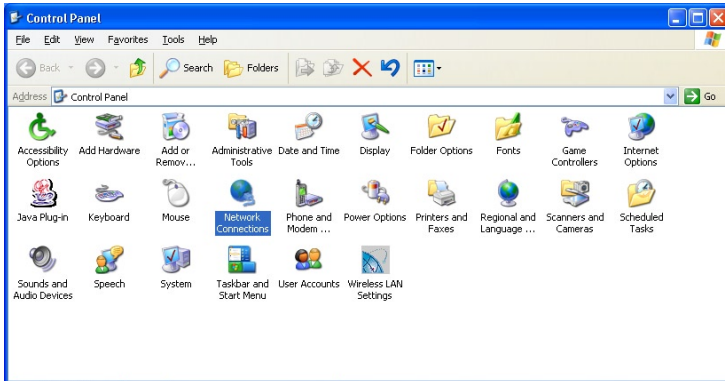 Control Panel
File Edit View Favorites Tools Help
Back Search Folders
Address Control Panel Go
Accessibility Options
Add Hardware
Add or Remov...
Administrative Tools
Date and Time
Display
Folder Options
Fonts
Game Controllers
Internet Options
Java Plug-in
Keyboard
Mouse
Network Connections
Phone and Modem ...
Power Options
Printers and Faxes
Regional and Language ...
Scanners and Cameras
Scheduled Tasks
Sounds and Audio Devices
Speech
System
Taskbar and Start Menu
User Accounts
Wireless LAN Settings